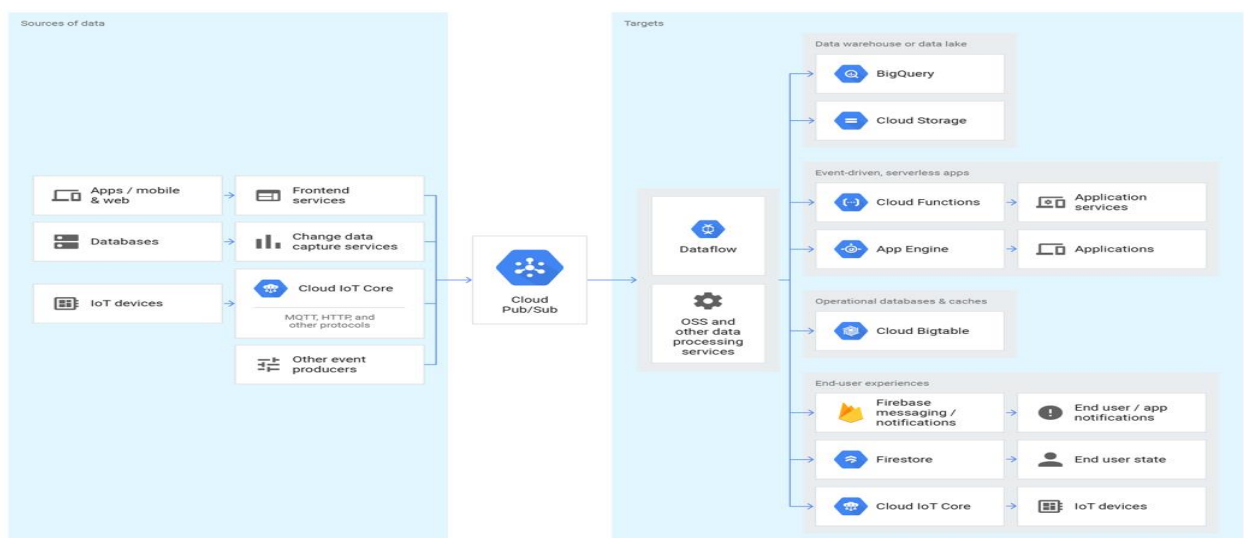 Sources of data
Apps / mobile
& web
Frontend
services
Databases
Change data
capture services
IoT devices
Cloud IoT Core
MQTT, HTTP, and
other protocols
Other event
producers
Cloud
Pub/Sub
Targets
Dataflow
OSS and
other data
processing
services
Data warehouse or data lake
BigQuery
Cloud Storage
Event-driven, serverless apps
Cloud Functions
Application
services
App Engine
Applications
Operational databases & caches
Cloud Bigtable
End-user experiences
Firebase
messaging /
notifications
End user / app
notifications
Firestore
End user state
Cloud IoT Core
IoT devices